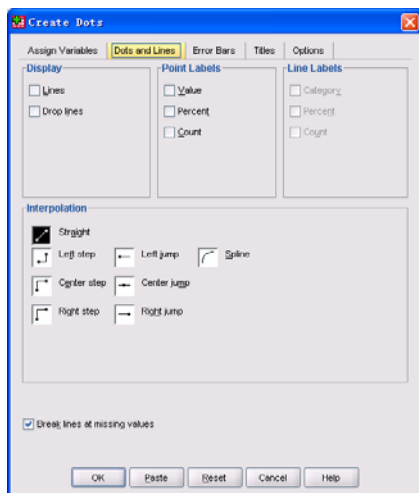 Create Dots
Assign Variables Dots and Lines Error Bars Titles Options
Display Point Labels Line Labels
Lines Value Category
Drop lines Percent Percent
Count Count
Interpolation
Straight
Left step Left jump Spline
Center step Center jump
Right step Right jump
Break lines at missing values
OK Paste Reset Cancel Help